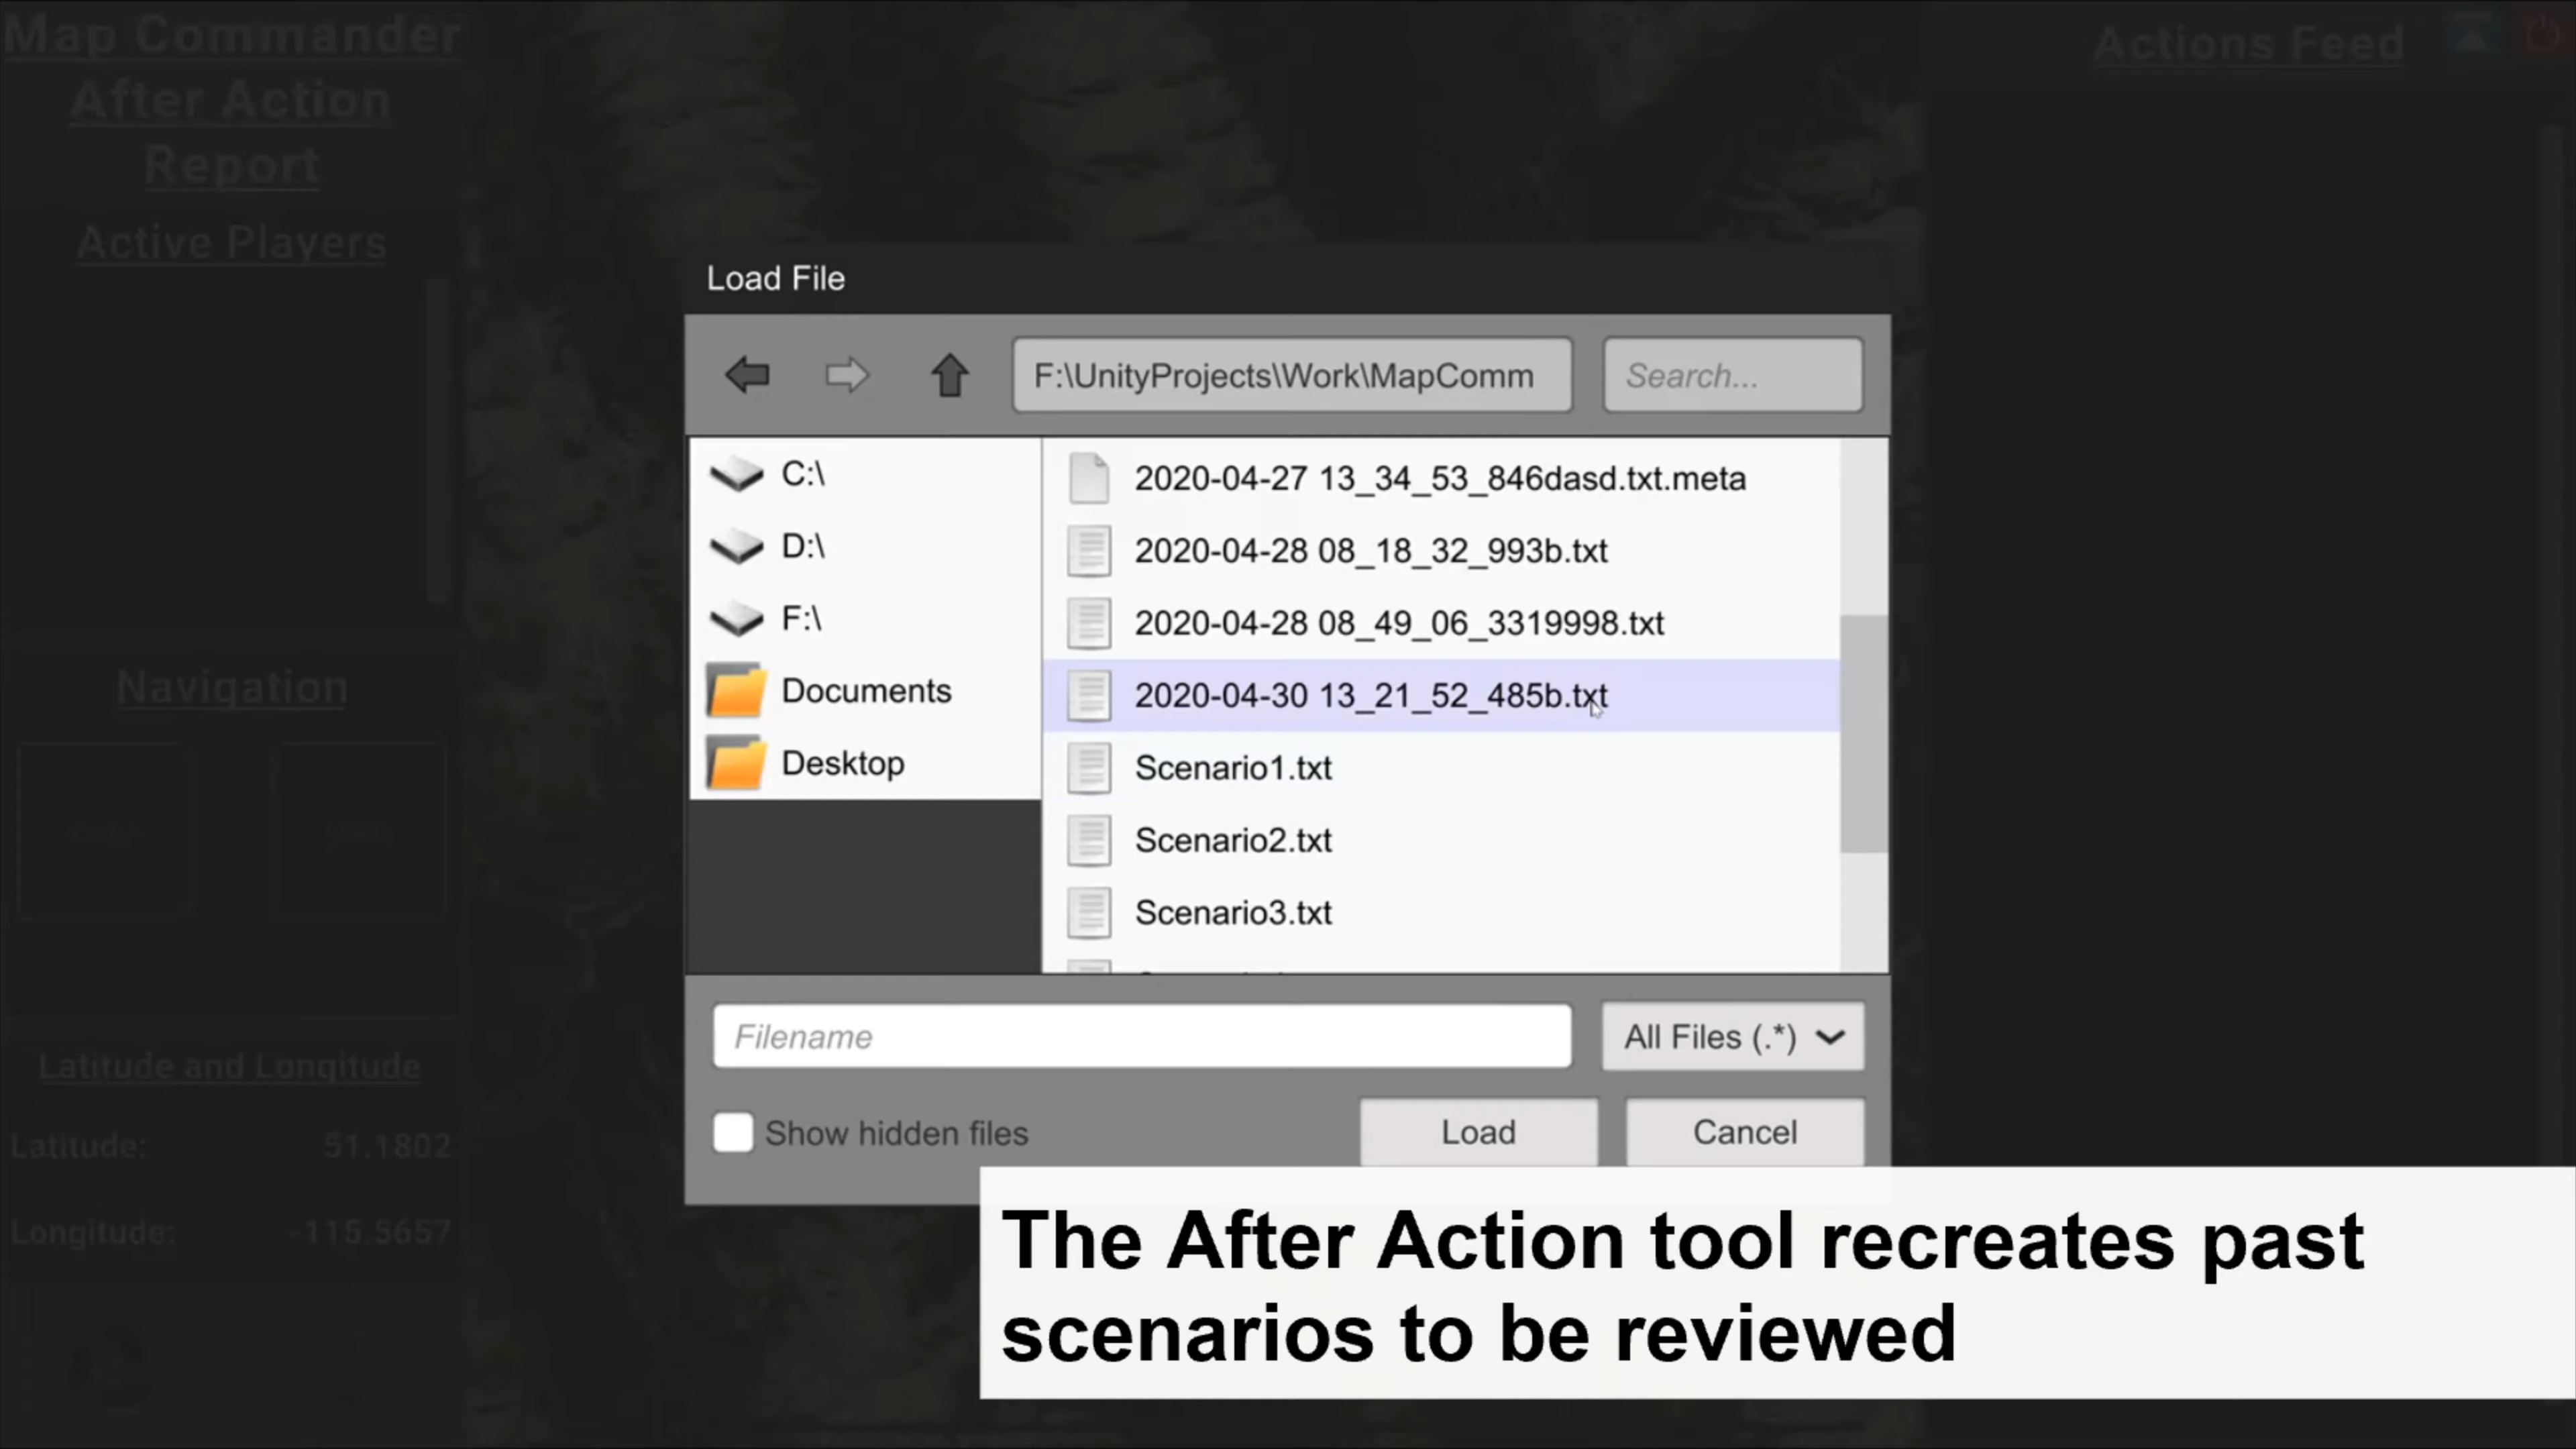 Map Commander
After Action
Report
Active Players
Navigation
Latitude and Longitude
Latitude: 51.1802
Longitude: -115.5657
Actions Feed
Load File
F:\UnityProjects\Work\MapComm
Search...
C:\
D:\
F:\
Documents
Desktop
2020-04-27 13_34_53_846dasd.txt.meta
2020-04-28 08_18_32_993b.txt
2020-04-28 08_49_06_3319998.txt
2020-04-30 13_21_52_485b.txt
Scenario1.txt
Scenario2.txt
Scenario3.txt
Filename
All Files (.*)
Show hidden files
Load
Cancel
The After Action tool recreates past
scenarios to be reviewed